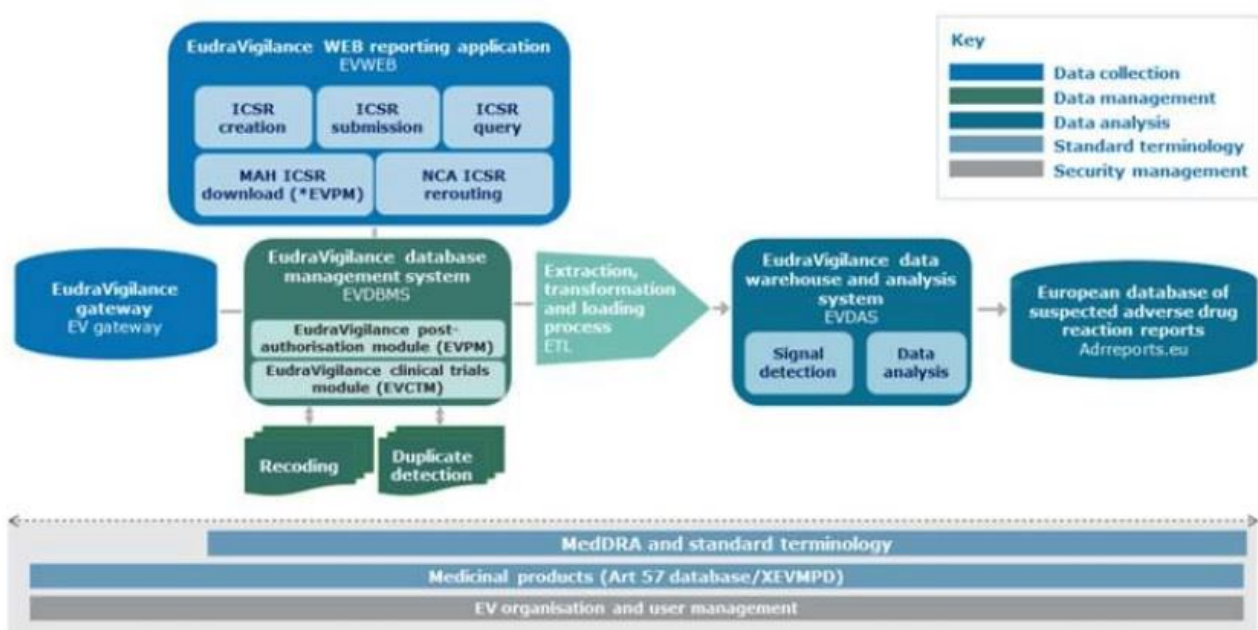 EudraVigilance WEB reporting application
EVWEB
ICSR
creation
ICSR
submission
ICSR
query
MAH ICSR
download (*EVPM)
NCA ICSR
rerouting
Key
Data collection
Data management
Data analysis
Standard terminology
Security management
EudraVigilance
gateway
EV gateway
EudraVigilance database
management system
EVDBMS
EudraVigilance post-
authorisation module (EVPM)
EudraVigilance clinical trials
module (EVCTM)
Extraction,
transformation
and loading
process
ETL
EudraVigilance data
warehouse and analysis
system
EVDAS
Signal
detection
Data
analysis
European database of
suspected adverse drug
reaction reports
Adrreports.eu
Recoding
Duplicate
detection
MedDRA and standard terminology
Medicinal products (Art 57 database/XEVMPD)
EV organisation and user management